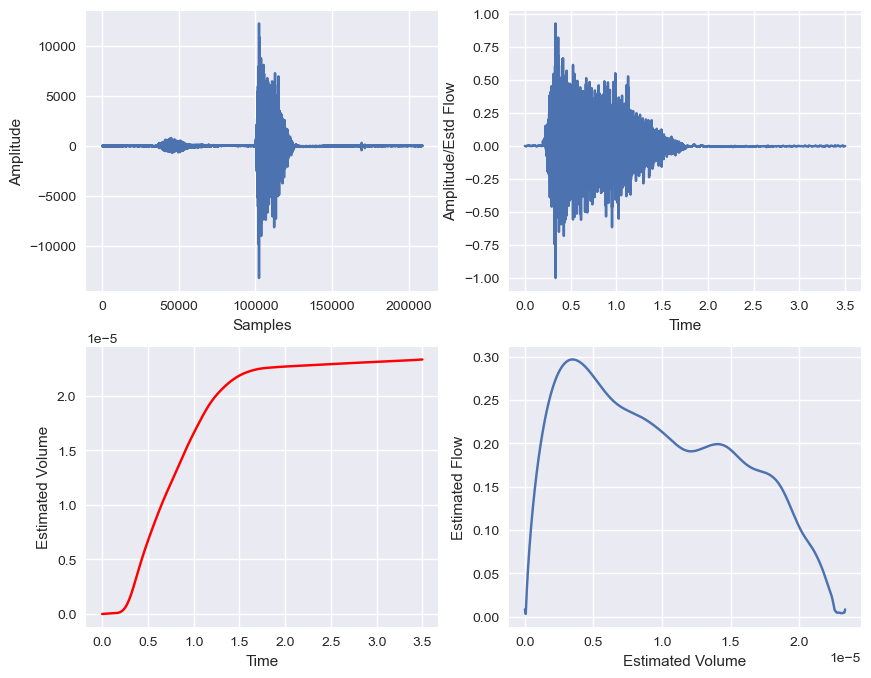 10000
5000
0
−5000
−10000
Amplitude
0 50000 100000 150000 200000
Samples
1.00
0.75
0.50
0.25
0.00
−0.25
−0.50
−0.75
−1.00
Amplitude/Estd Flow
0.0 0.5 1.0 1.5 2.0 2.5 3.0 3.5
Time
1e−5
2.0
1.5
1.0
0.5
0.0
Estimated Volume
0.0 0.5 1.0 1.5 2.0 2.5 3.0 3.5
Time
0.30
0.25
0.20
0.15
0.10
0.05
0.00
Estimated Flow
0.0 0.5 1.0 1.5 2.0
Estimated Volume
1e−5